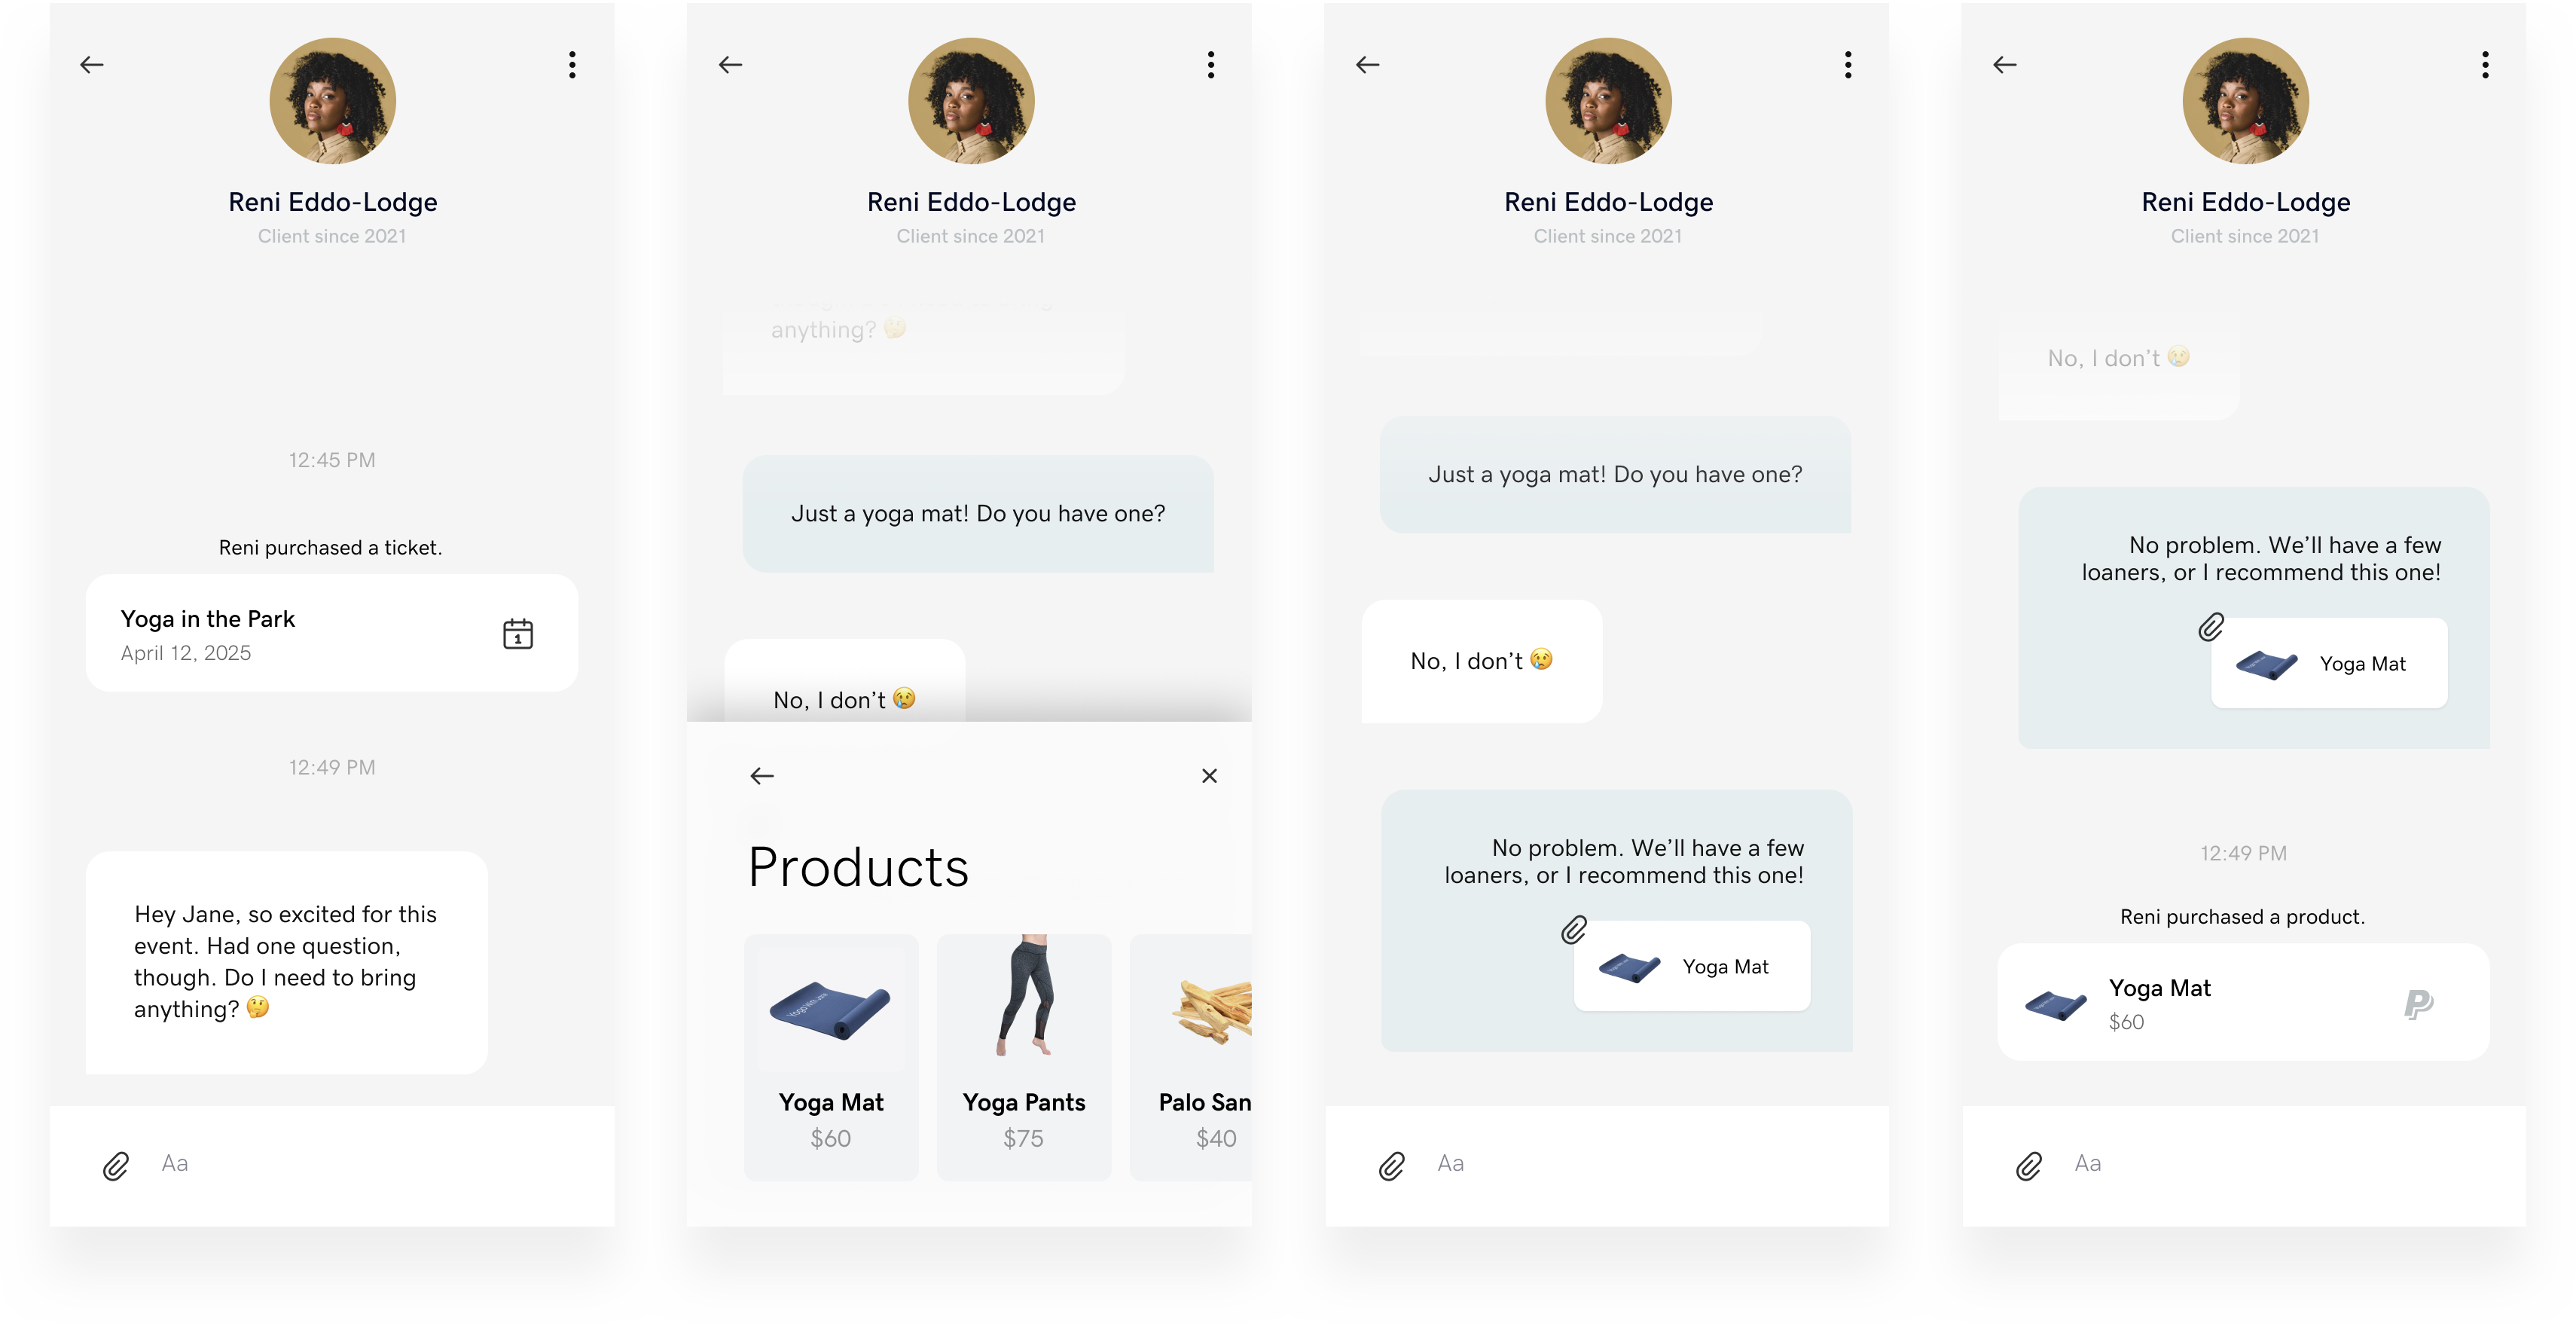 Reni Eddo-Lodge
Client since 2021
12:45 PM
Reni purchased a ticket.
Yoga in the Park
April 12, 2025
1
12:49 PM
Hey Jane, so excited for this
event. Had one question,
though. Do I need to bring
anything? 🤔
Aa
Reni Eddo-Lodge
Client since 2021
anything? 🤔
Just a yoga mat! Do you have one?
No, I don’t 😢
Products
Yoga Mat
$60
Yoga Pants
$75
Palo San
$40
Reni Eddo-Lodge
Client since 2021
Just a yoga mat! Do you have one?
No, I don’t 😢
No problem. We’ll have a few
loaners, or I recommend this one!
Yoga Mat
Aa
Reni Eddo-Lodge
Client since 2021
No, I don’t 😢
No problem. We’ll have a few
loaners, or I recommend this one!
Yoga Mat
12:49 PM
Reni purchased a product.
Yoga Mat
$60
Aa